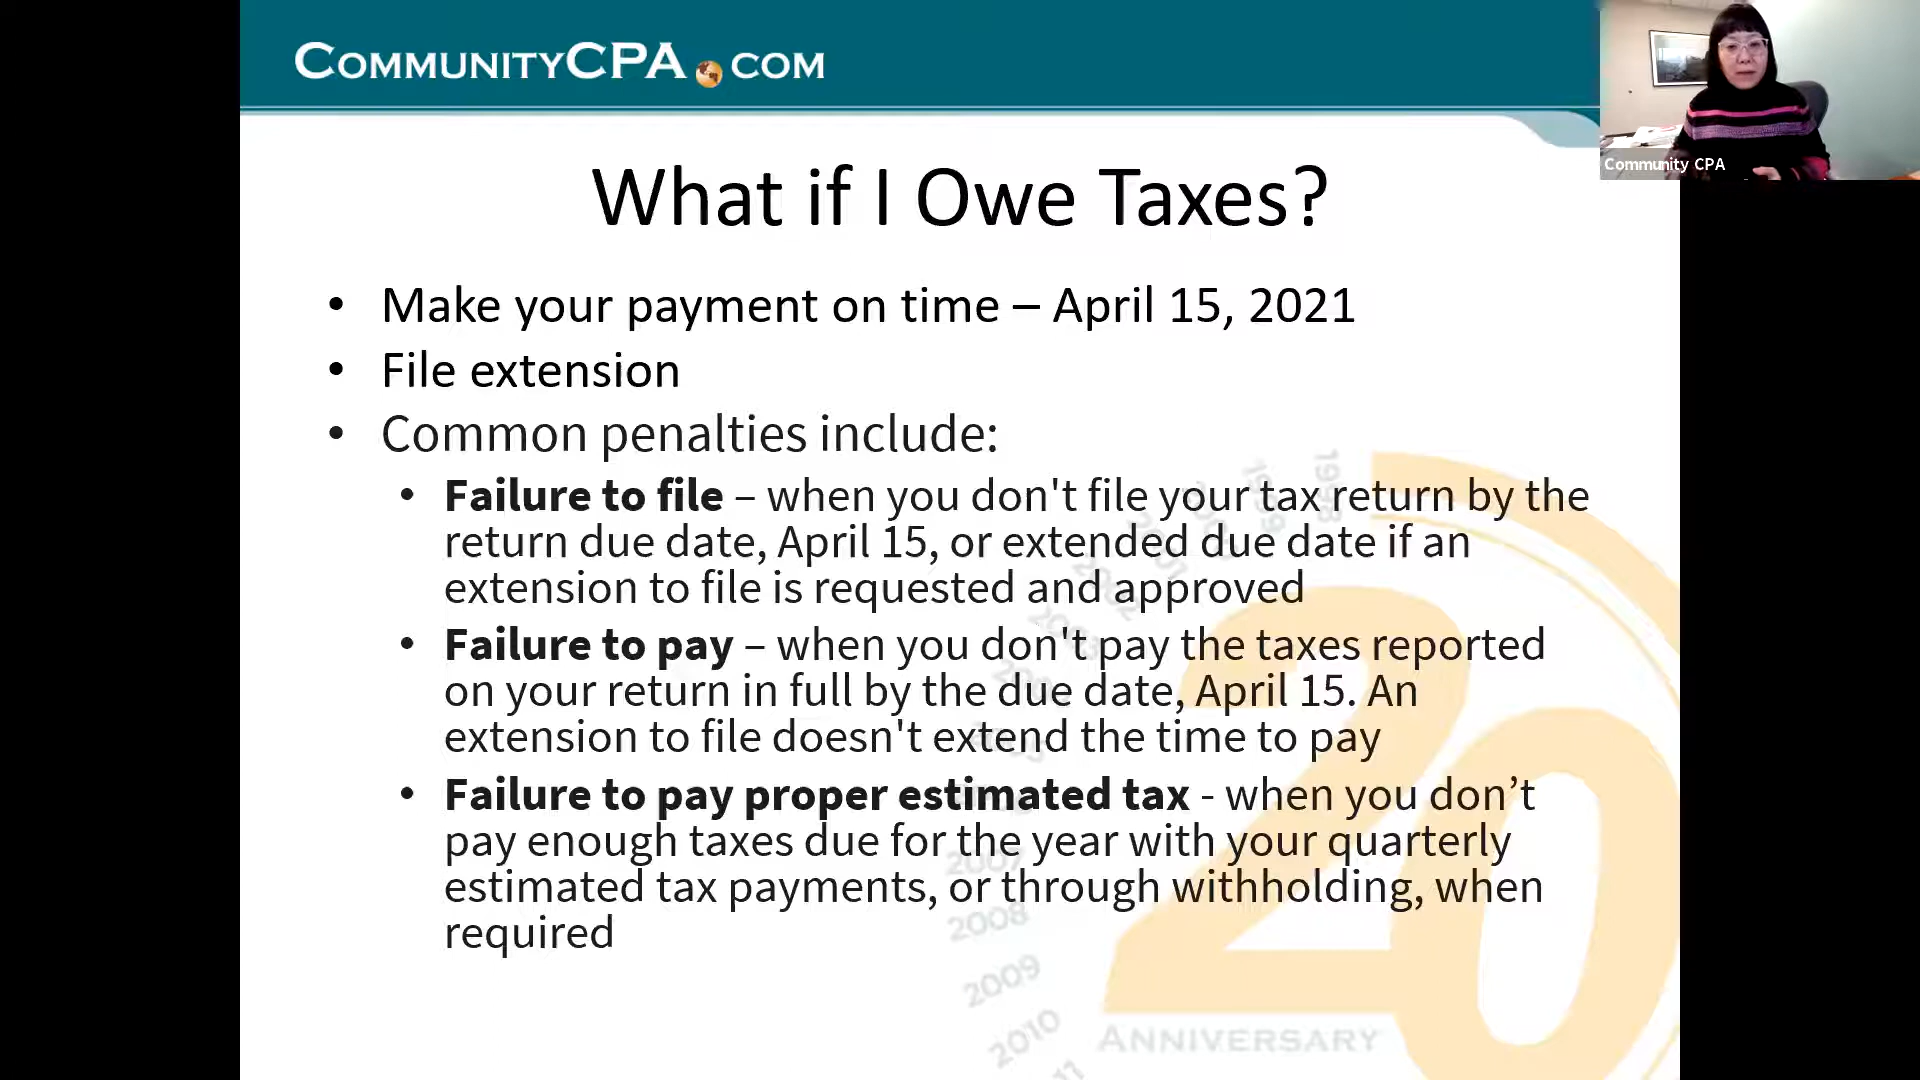 COMMUNITYCPA.COM
Community CPA
What if I Owe Taxes?
• Make your payment on time – April 15, 2021
• File extension
• Common penalties include:
• Failure to file – when you don't file your tax return by the
return due date, April 15, or extended due date if an
extension to file is requested and approved
• Failure to pay – when you don't pay the taxes reported
on your return in full by the due date, April 15. An
extension to file doesn't extend the time to pay
• Failure to pay proper estimated tax - when you don’t
pay enough taxes due for the year with your quarterly
estimated tax payments, or through withholding, when
required
1998
1999
2002
2007
2008
2009
2010
20
ANNIVERSARY